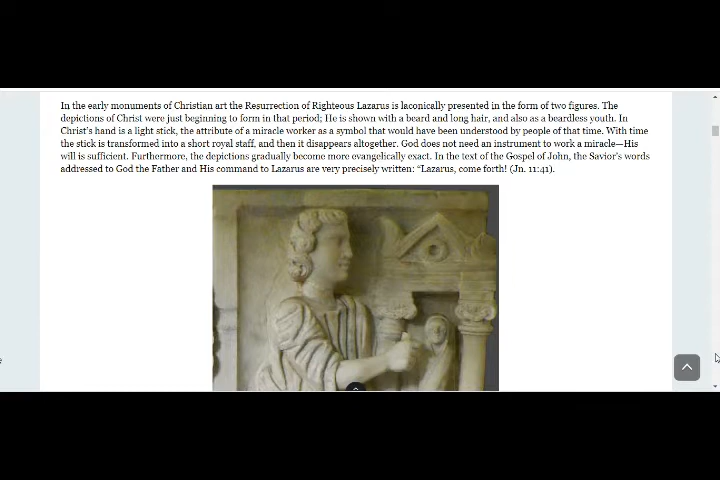 In the early monuments of Christian art the Resurrection of Righteous Lazarus is laconically presented in the form of two figures. The
depictions of Christ were just beginning to form in that period; He is shown with a beard and long hair, and also as a beardless youth. In
Christ's hand is a light stick, the attribute of a miracle worker as a symbol that would have been understood by people of that time. With time
the stick is transformed into a short royal staff, and then it disappears altogether. God does not need an instrument to work a miracle—His
will is sufficient. Furthermore, the depictions gradually become more evangelically exact. In the text of the Gospel of John, the Savior's words
addressed to God the Father and His command to Lazarus are very precisely written: “Lazarus, come forth! (Jn. 11:41).